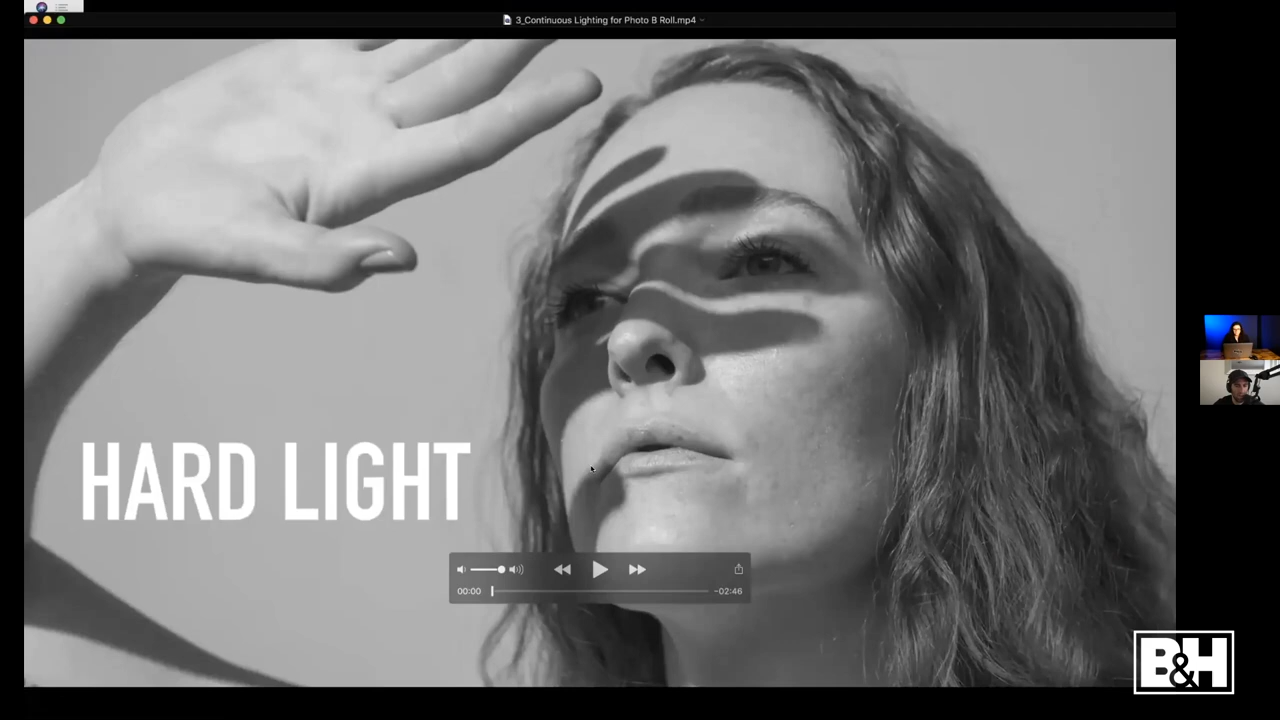 3_Continuous Lighting for Photo B Roll.mp4
HARD LIGHT
00:00
-02:46
B&H